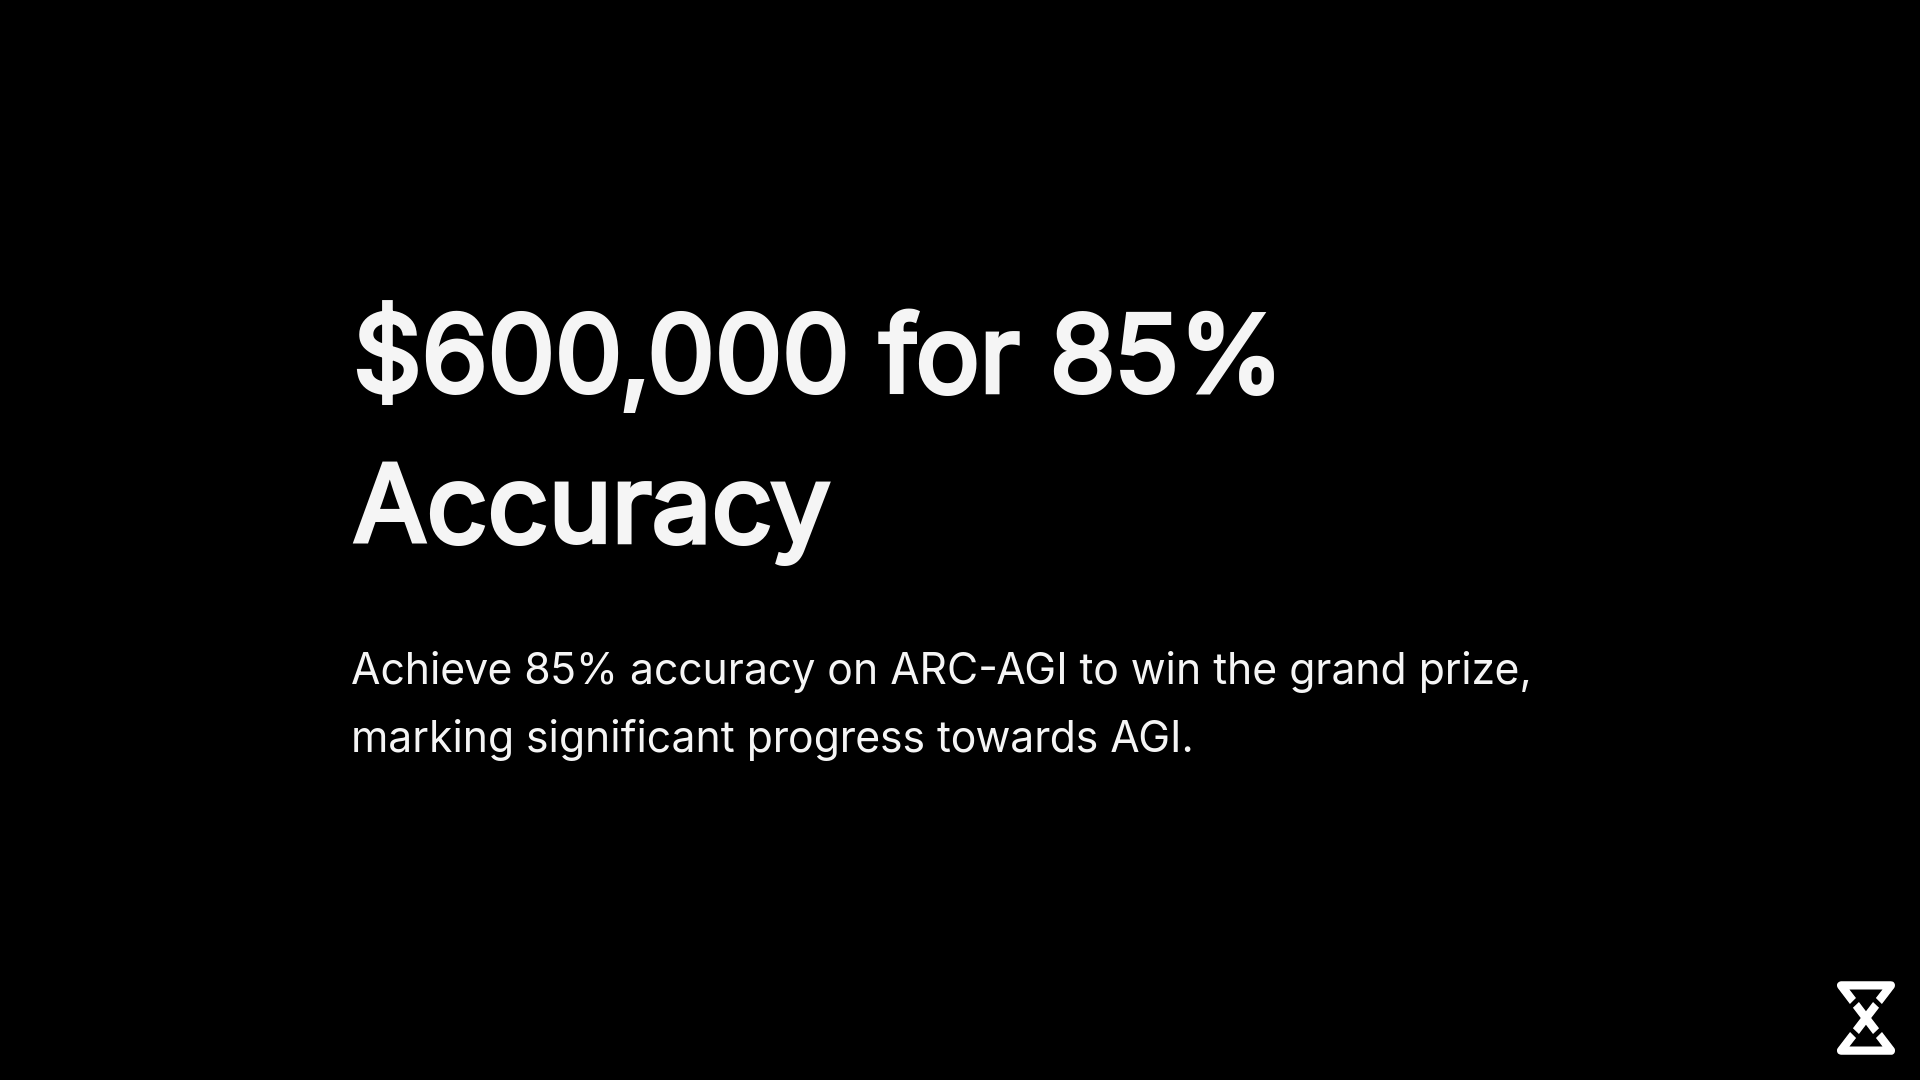 $600,000 for 85%
Accuracy
Achieve 85% accuracy on ARC-AGI to win the grand prize,
marking significant progress towards AGI.